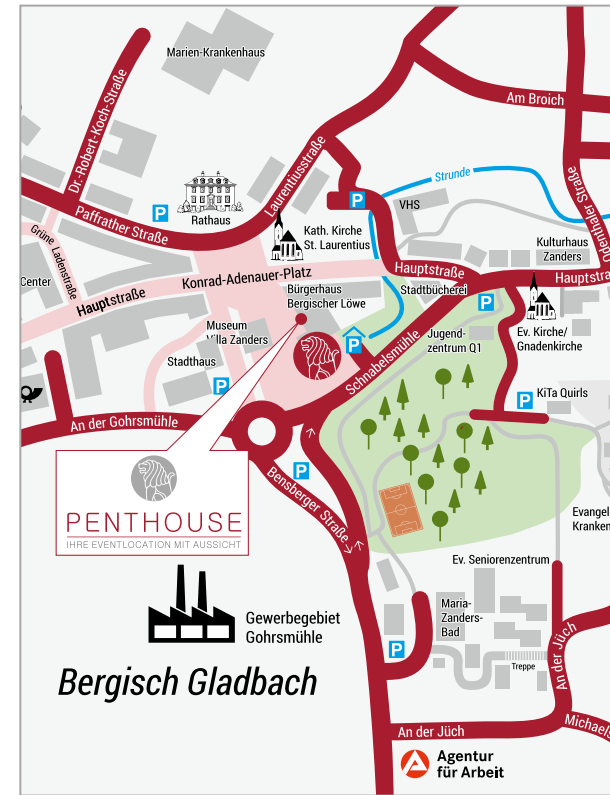 Marien-Krankenhaus
Dr.-Robert-Koch-Straße
Am Broich
Laurentiusstraße
Strunde
P
P
Paffrather Straße
Rathaus
VHS
Kath. Kirche
St. Laurentius
Odenthaler Straße
Kulturhaus
Zanders
Grüne Ladenstraße
Center
Konrad-Adenauer-Platz
Hauptstraße
Hauptstra
Hauptstraße
Bürgerhaus
Bergischer Löwe
Stadtbücherei
P
Museum
Villa Zanders
P
Jugend-
zentrum Q1
Ev. Kirche/
Gnadenkirche
Stadthaus
P
Schnabelsmühle
KiTa Quirls
P
An der Gohrsmühle
P
Bensberger Straße
PENTHOUSE
IHRE EVENTLOCATION MIT AUSSICHT
Evangel
Kranken
Ev. Seniorenzentrum
Maria-
Zanders-
Bad
Gewerbegebiet
Gohrsmühle
P
Treppe
An der Jüch
Bergisch Gladbach
An der Jüch
Michaels
Agentur
für Arbeit